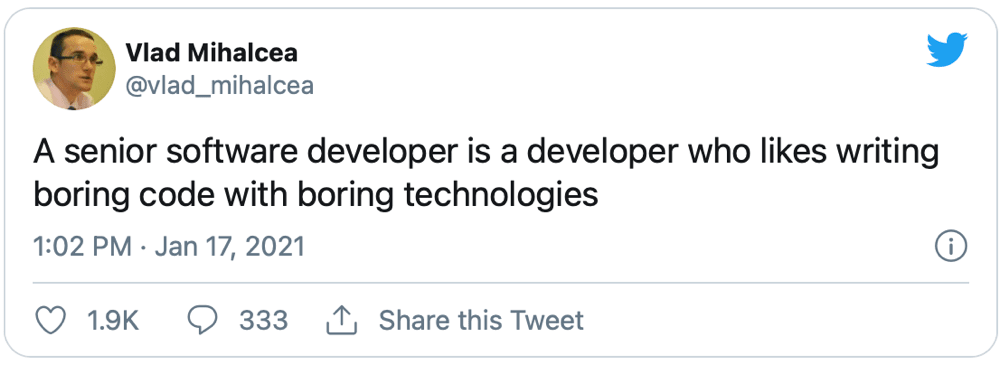 Vlad Mihalcea
@vlad_mihalcea
A senior software developer is a developer who likes writing
boring code with boring technologies
1:02 PM · Jan 17, 2021
1.9K 333 Share this Tweet